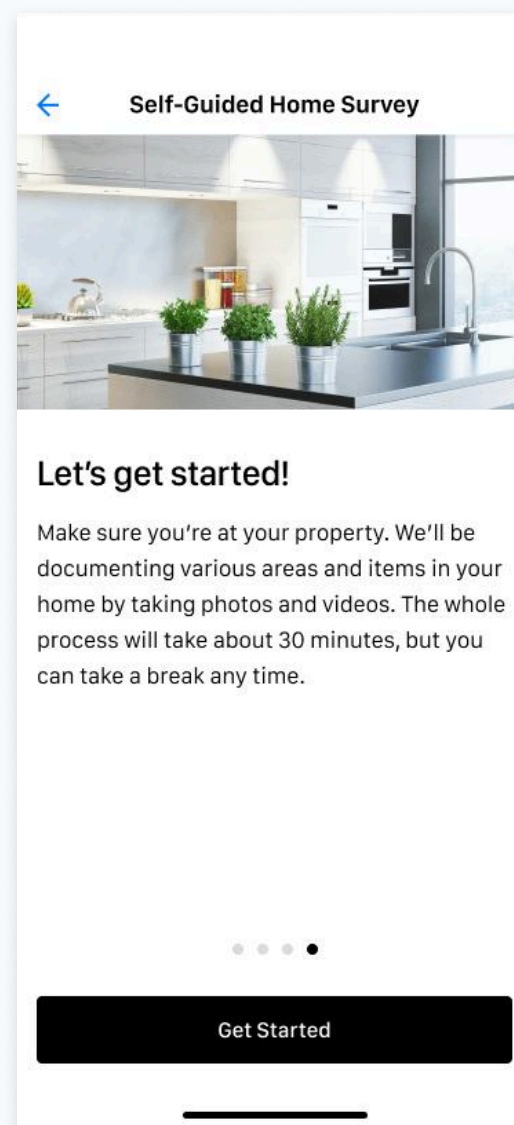 Self-Guided Home Survey
Let's get started!
Make sure you're at your property. We'll be
documenting various areas and items in your
home by taking photos and videos. The whole
process will take about 30 minutes, but you
can take a break any time.
Get Started